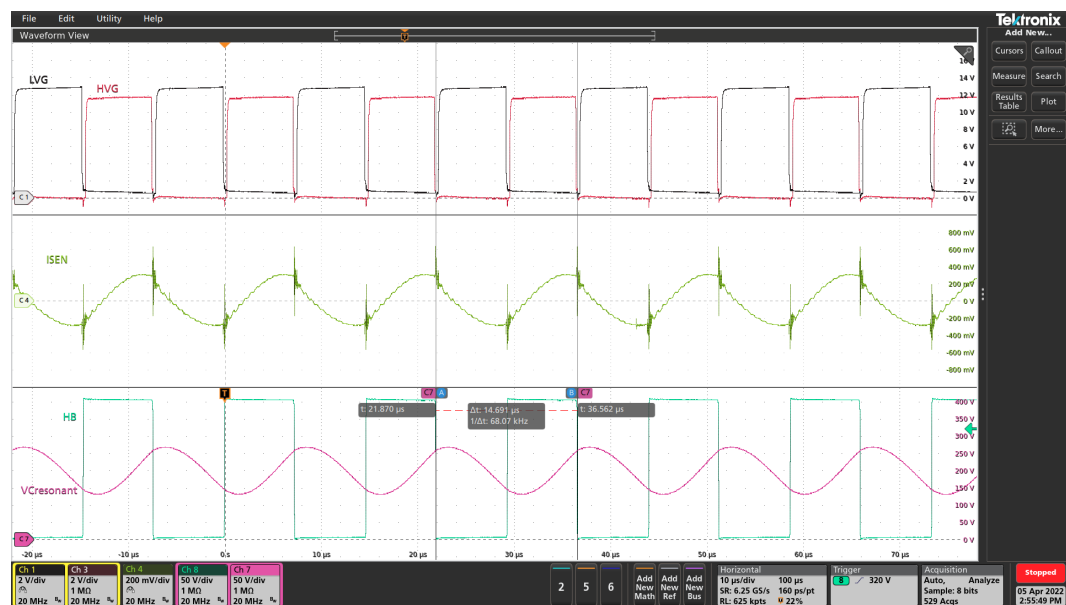 File Edit Utility Help
Tektronix
Waveform View
Add New...
T
Cursors Callout
Measure Search
Results Table Plot
More...
LVG
HVG
16 V
14 V
12 V
10 V
8 V
6 V
4 V
2 V
0 V
C 1
ISEN
800 mV
600 mV
400 mV
200 mV
0 V
-200 mV
-400 mV
-600 mV
-800 mV
C 4
T
C7 A
B C7
t: 21.870 µs
Δt: 14.691 µs
1/Δt: 68.07 kHz
t: 36.562 µs
HB
VCresonant
400 V
350 V
300 V
250 V
200 V
150 V
100 V
50 V
0 V
C 7
-20 µs -10 µs 0 s 10 µs 20 µs 30 µs 40 µs 50 µs 60 µs 70 µs
Ch 1
2 V/div
20 MHz Bw
Ch 3
2 V/div
1 MΩ
20 MHz Bw
Ch 4
200 mV/div
20 MHz Bw
Ch 8
50 V/div
1 MΩ
20 MHz Bw
Ch 7
50 V/div
1 MΩ
20 MHz Bw
2 5 6
Add New Math
Add New Ref
Add New Bus
Horizontal
10 µs/div 100 µs
SR: 6.25 GS/s 160 ps/pt
RL: 625 kpts 22%
Trigger
8 320 V
Acquisition
Auto, Analyze
Sample: 8 bits
529 Acqs
Stopped
05 Apr 2022
2:55:49 PM